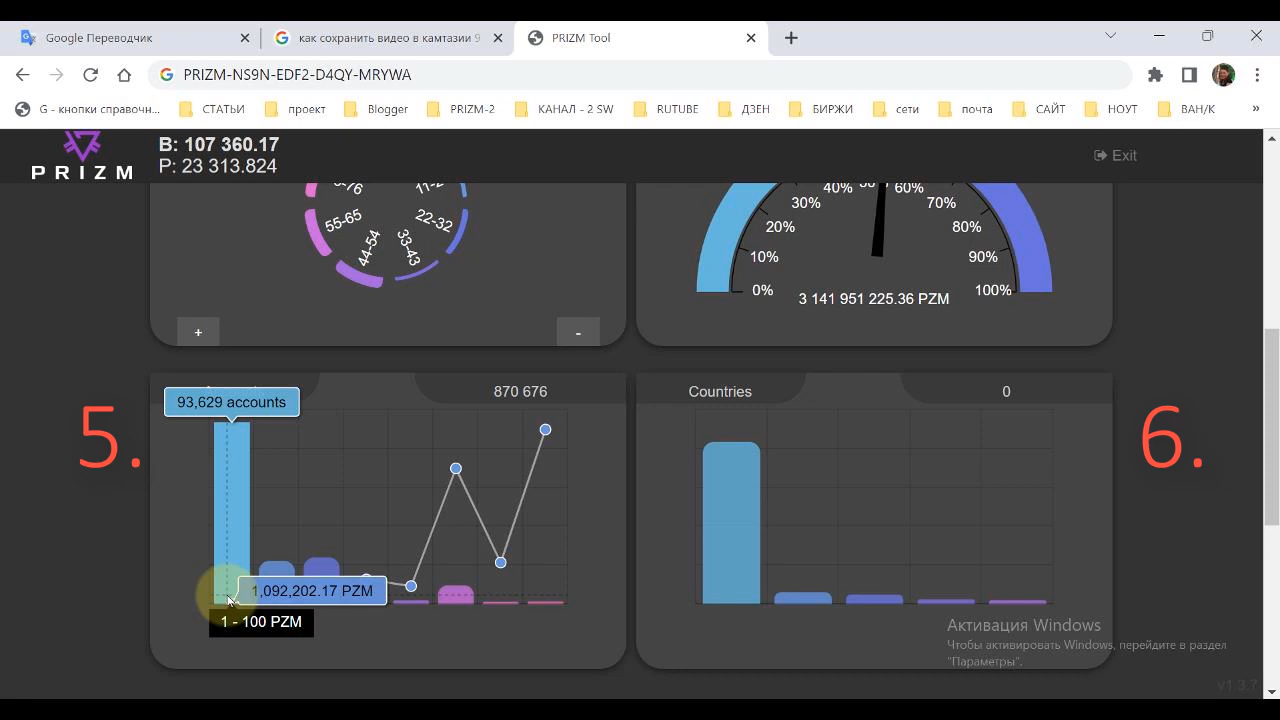 Google Переводчик
как сохранить видео в камтазии 9
PRIZM Tool
PRIZM-NS9N-EDF2-D4QY-MRYWA
G - кнопки справочн...
СТАТЬИ
проект
Blogger
PRIZM-2
КАНАЛ - 2 SW
RUTUBE
ДЗЕН
БИРЖИ
сети
почта
САЙТ
НОУТ
ВАН/К
»
PRIZM
B: 107 360.17
P: 23 313.824
Exit
55-65
44-54
33-43
22-32
0%
10%
20%
30%
40%
60%
70%
80%
90%
100%
3 141 951 225.36 PZM
+
-
870 676
93,629 accounts
1,092,202.17 PZM
1 - 100 PZM
5.
Countries
0
6.
Активация Windows
Чтобы активировать Windows, перейдите в раздел
"Параметры".
v1.3.7